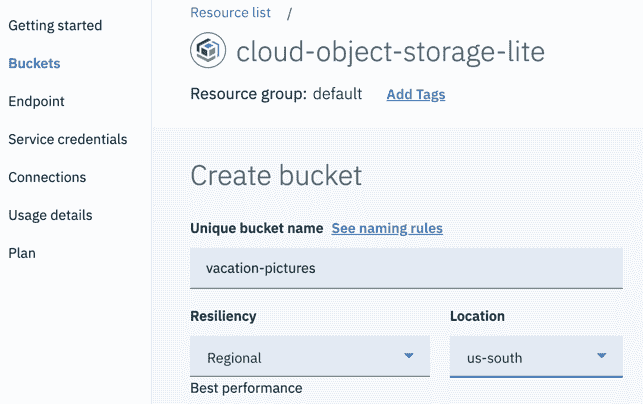 Getting started
Buckets
Endpoint
Service credentials
Connections
Usage details
Plan
Resource list /
cloud-object-storage-lite
Resource group: default Add Tags
Create bucket
Unique bucket name See naming rules
vacation-pictures
Resiliency Location
Regional us-south
Best performance